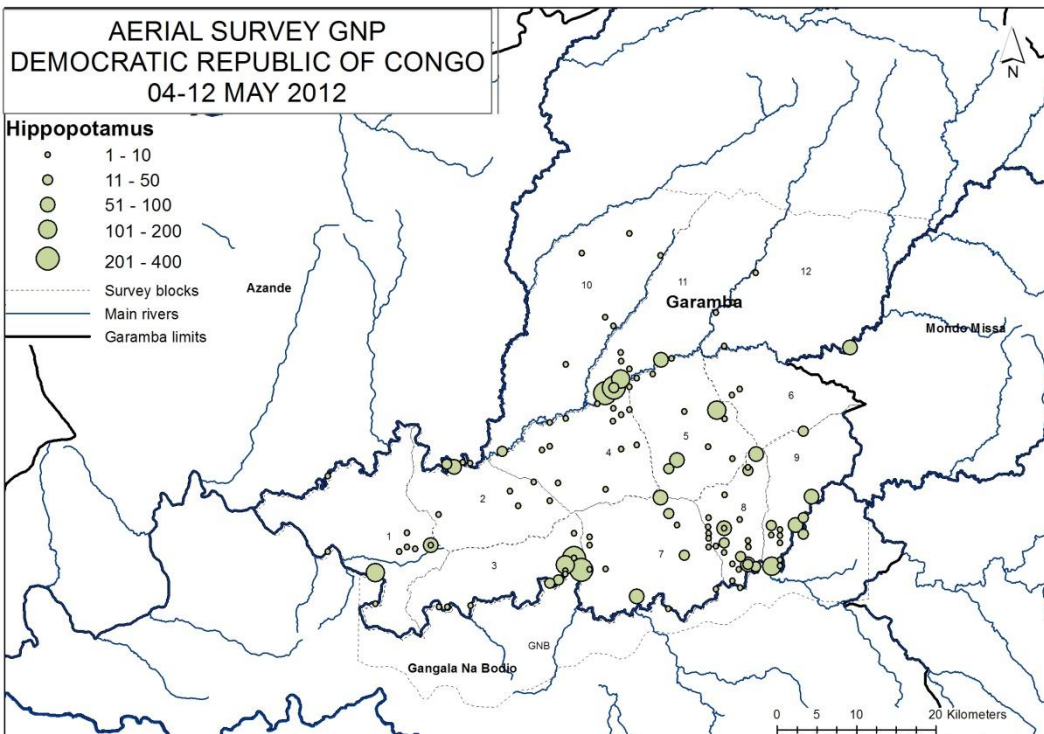 AERIAL SURVEY GNP
DEMOCRATIC REPUBLIC OF CONGO
04-12 MAY 2012
N
Hippopotamus
1 - 10
11 - 50
51 - 100
101 - 200
201 - 400
Survey blocks
Main rivers
Garamba limits
Azande
10
11
12
Garamba
Mondo Missa
6
5
4
9
2
8
1
3
7
GNB
Gangala Na Bodio
0 5 10 20 Kilometers